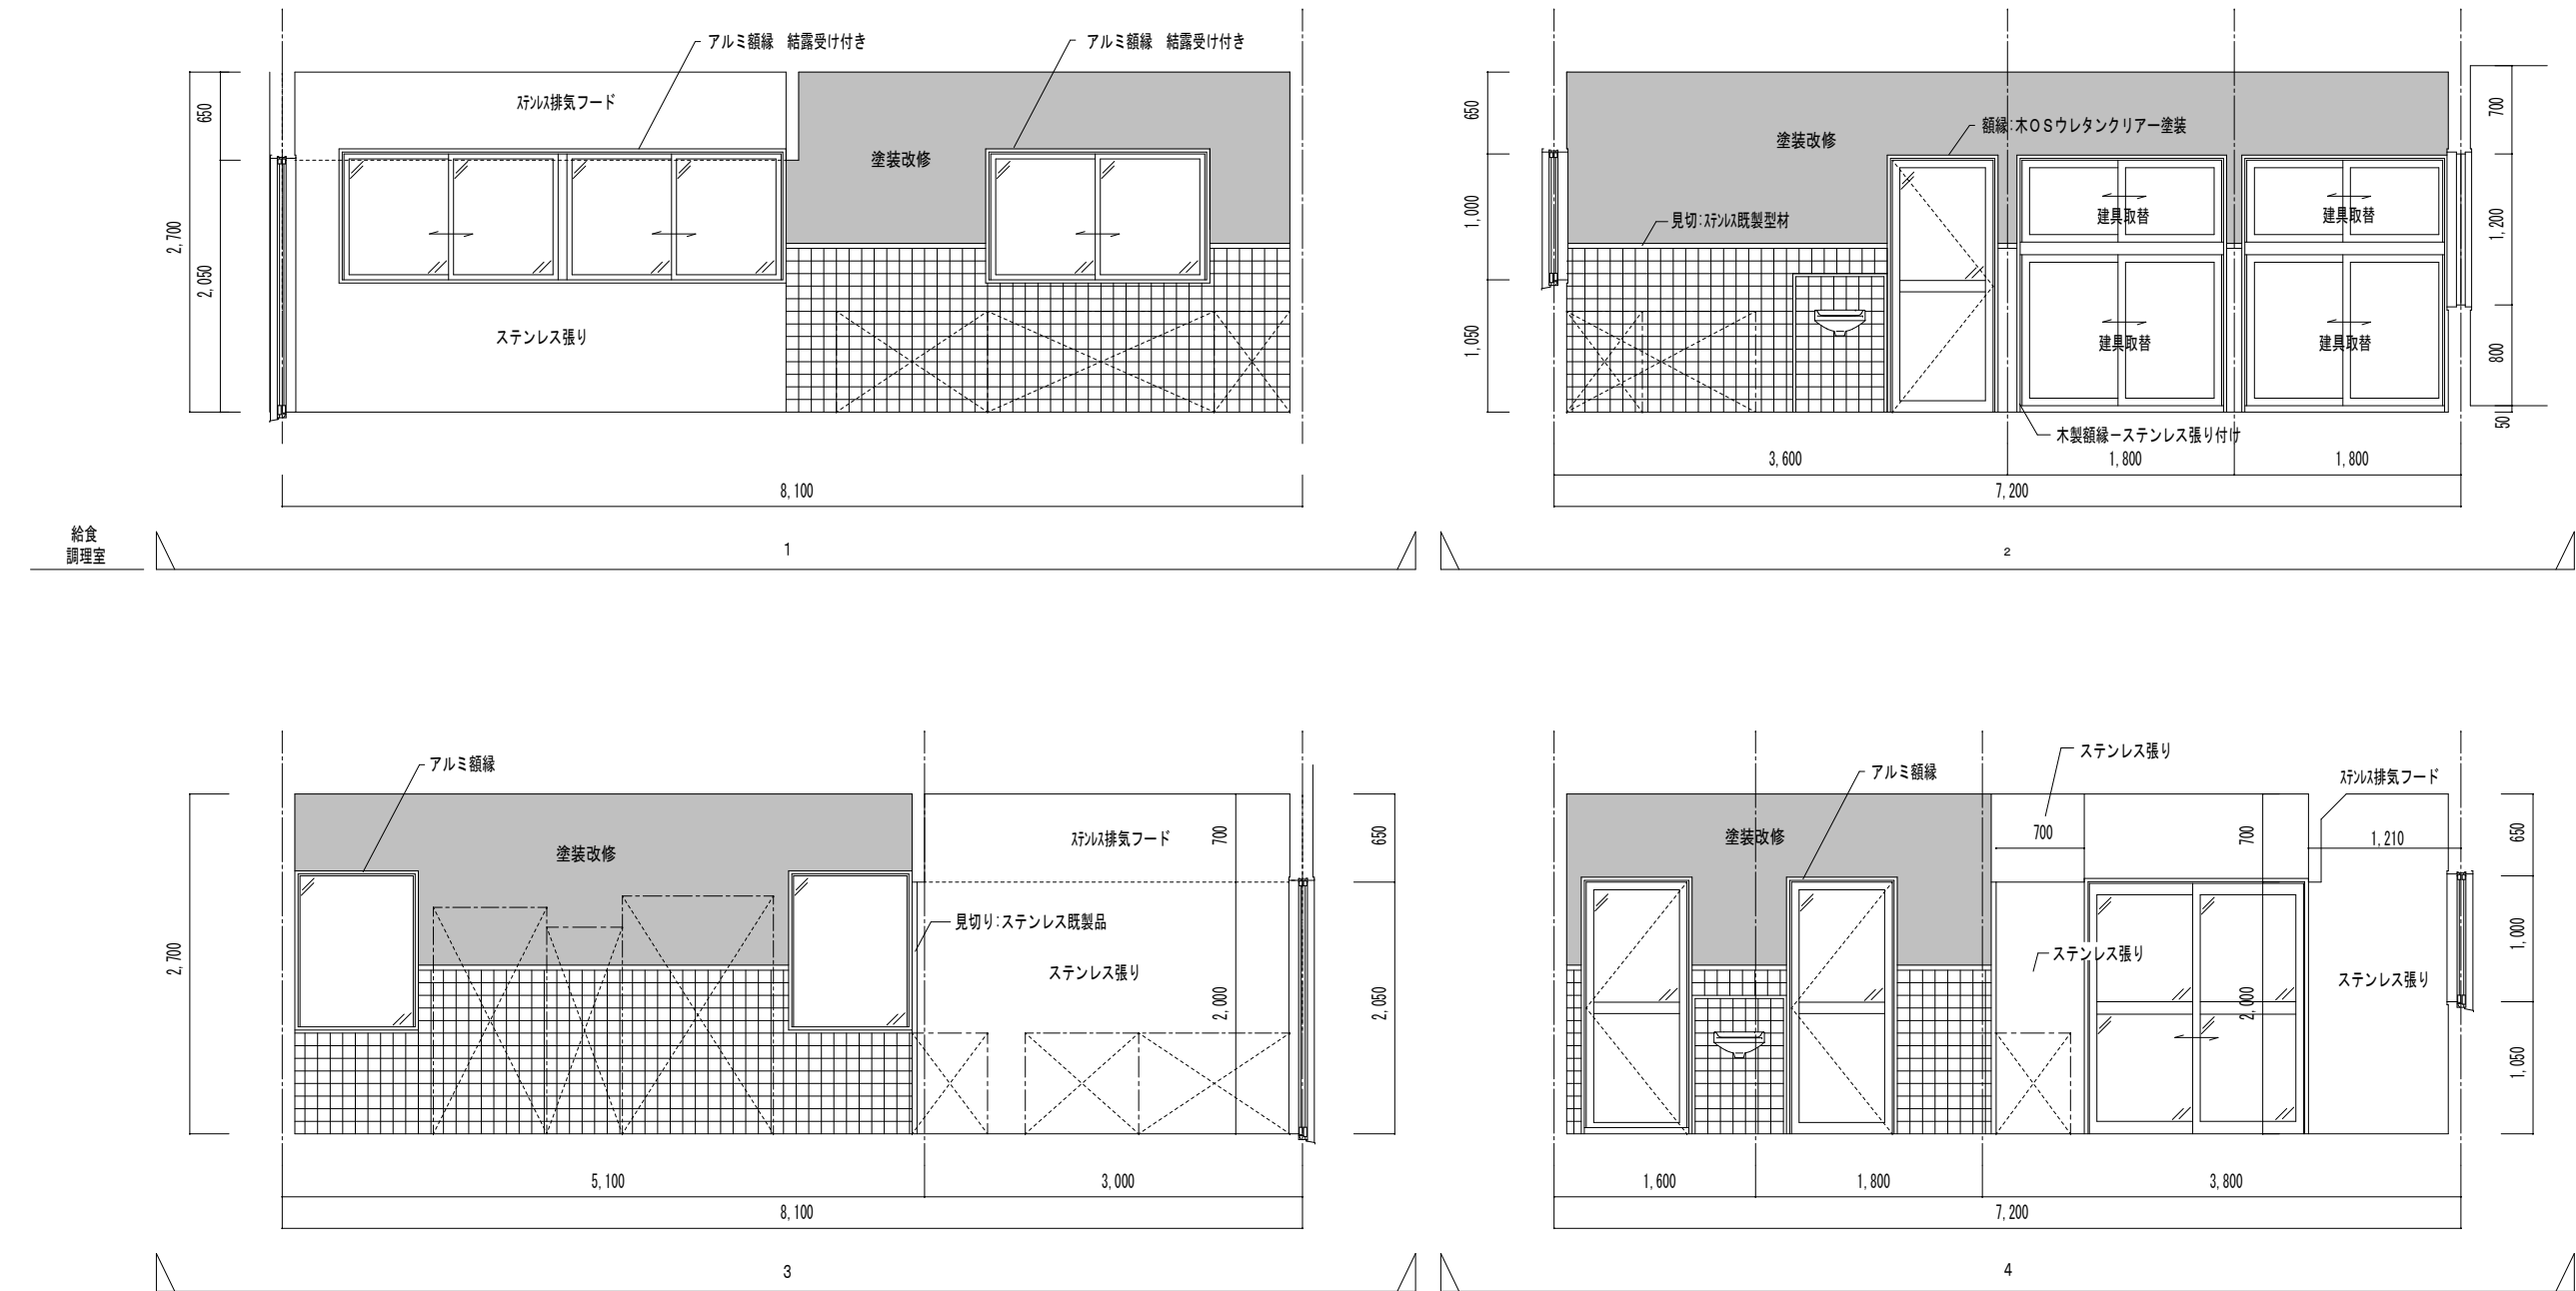 アルミ額縁　結露受け付き
アルミ額縁　結露受け付き
ステンレス排気フード
塗装改修
ステンレス張り
650
2,050
2,700
8,100
給食
調理室
1
額縁:木OSウレタンクリアー塗装
塗装改修
見切:ステンレス既製型材
建具取替
建具取替
建具取替
建具取替
木製額縁ーステンレス張り付け
650
1,000
1,050
700
1,200
800
50
3,600
1,800
1,800
7,200
2
アルミ額縁
塗装改修
ステンレス排気フード
見切り:ステンレス既製品
ステンレス張り
2,700
700
2,000
650
2,050
5,100
3,000
8,100
3
ステンレス張り
アルミ額縁
ステンレス排気フード
塗装改修
700
700
1,210
ステンレス張り
ステンレス張り
2,000
650
1,000
1,050
1,600
1,800
3,800
7,200
4